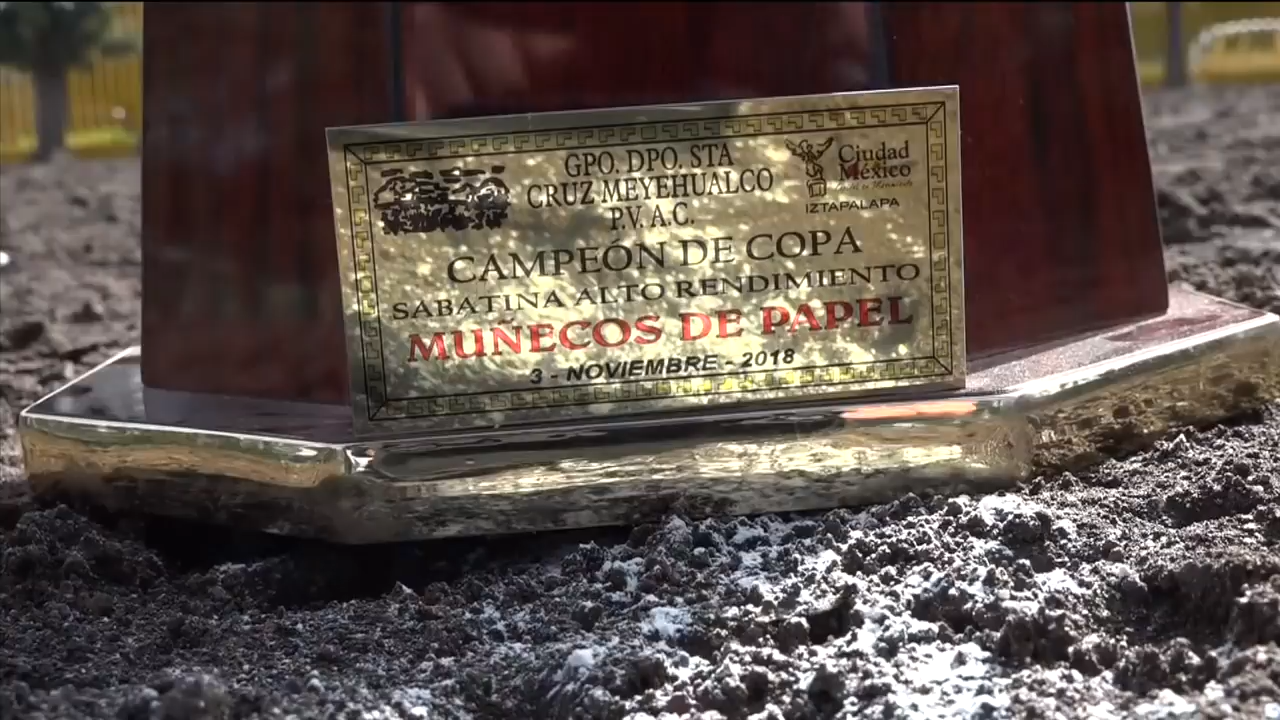 GPO. DPO. STA
CRUZ MEYEHUALCO
P.V. A.C.
Ciudad
México
IZTAPALAPA
CAMPEÓN DE COPA
SABATINA ALTO RENDIMIENTO
MUÑECOS DE PAPEL
3 - NOVIEMBRE - 2018